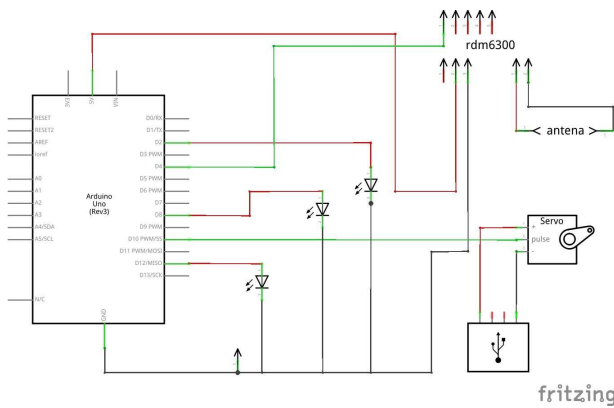 rdm6300
3V3
5V
VIN
RESET
RESET2
AREF
ioref
A0
A1
A2
A3
A4/SDA
A5/SCL
N/C
Arduino
Uno
(Rev3)
D0/RX
D1/TX
D2
D3 PWM
D4
D5 PWM
D6 PWM
D7
D8
D9 PWM
D10 PWM/SS
D11 PWM/MOSI
D12/MISO
D13/SCK
GND
antena
Servo
+
pulse
-
fritzing